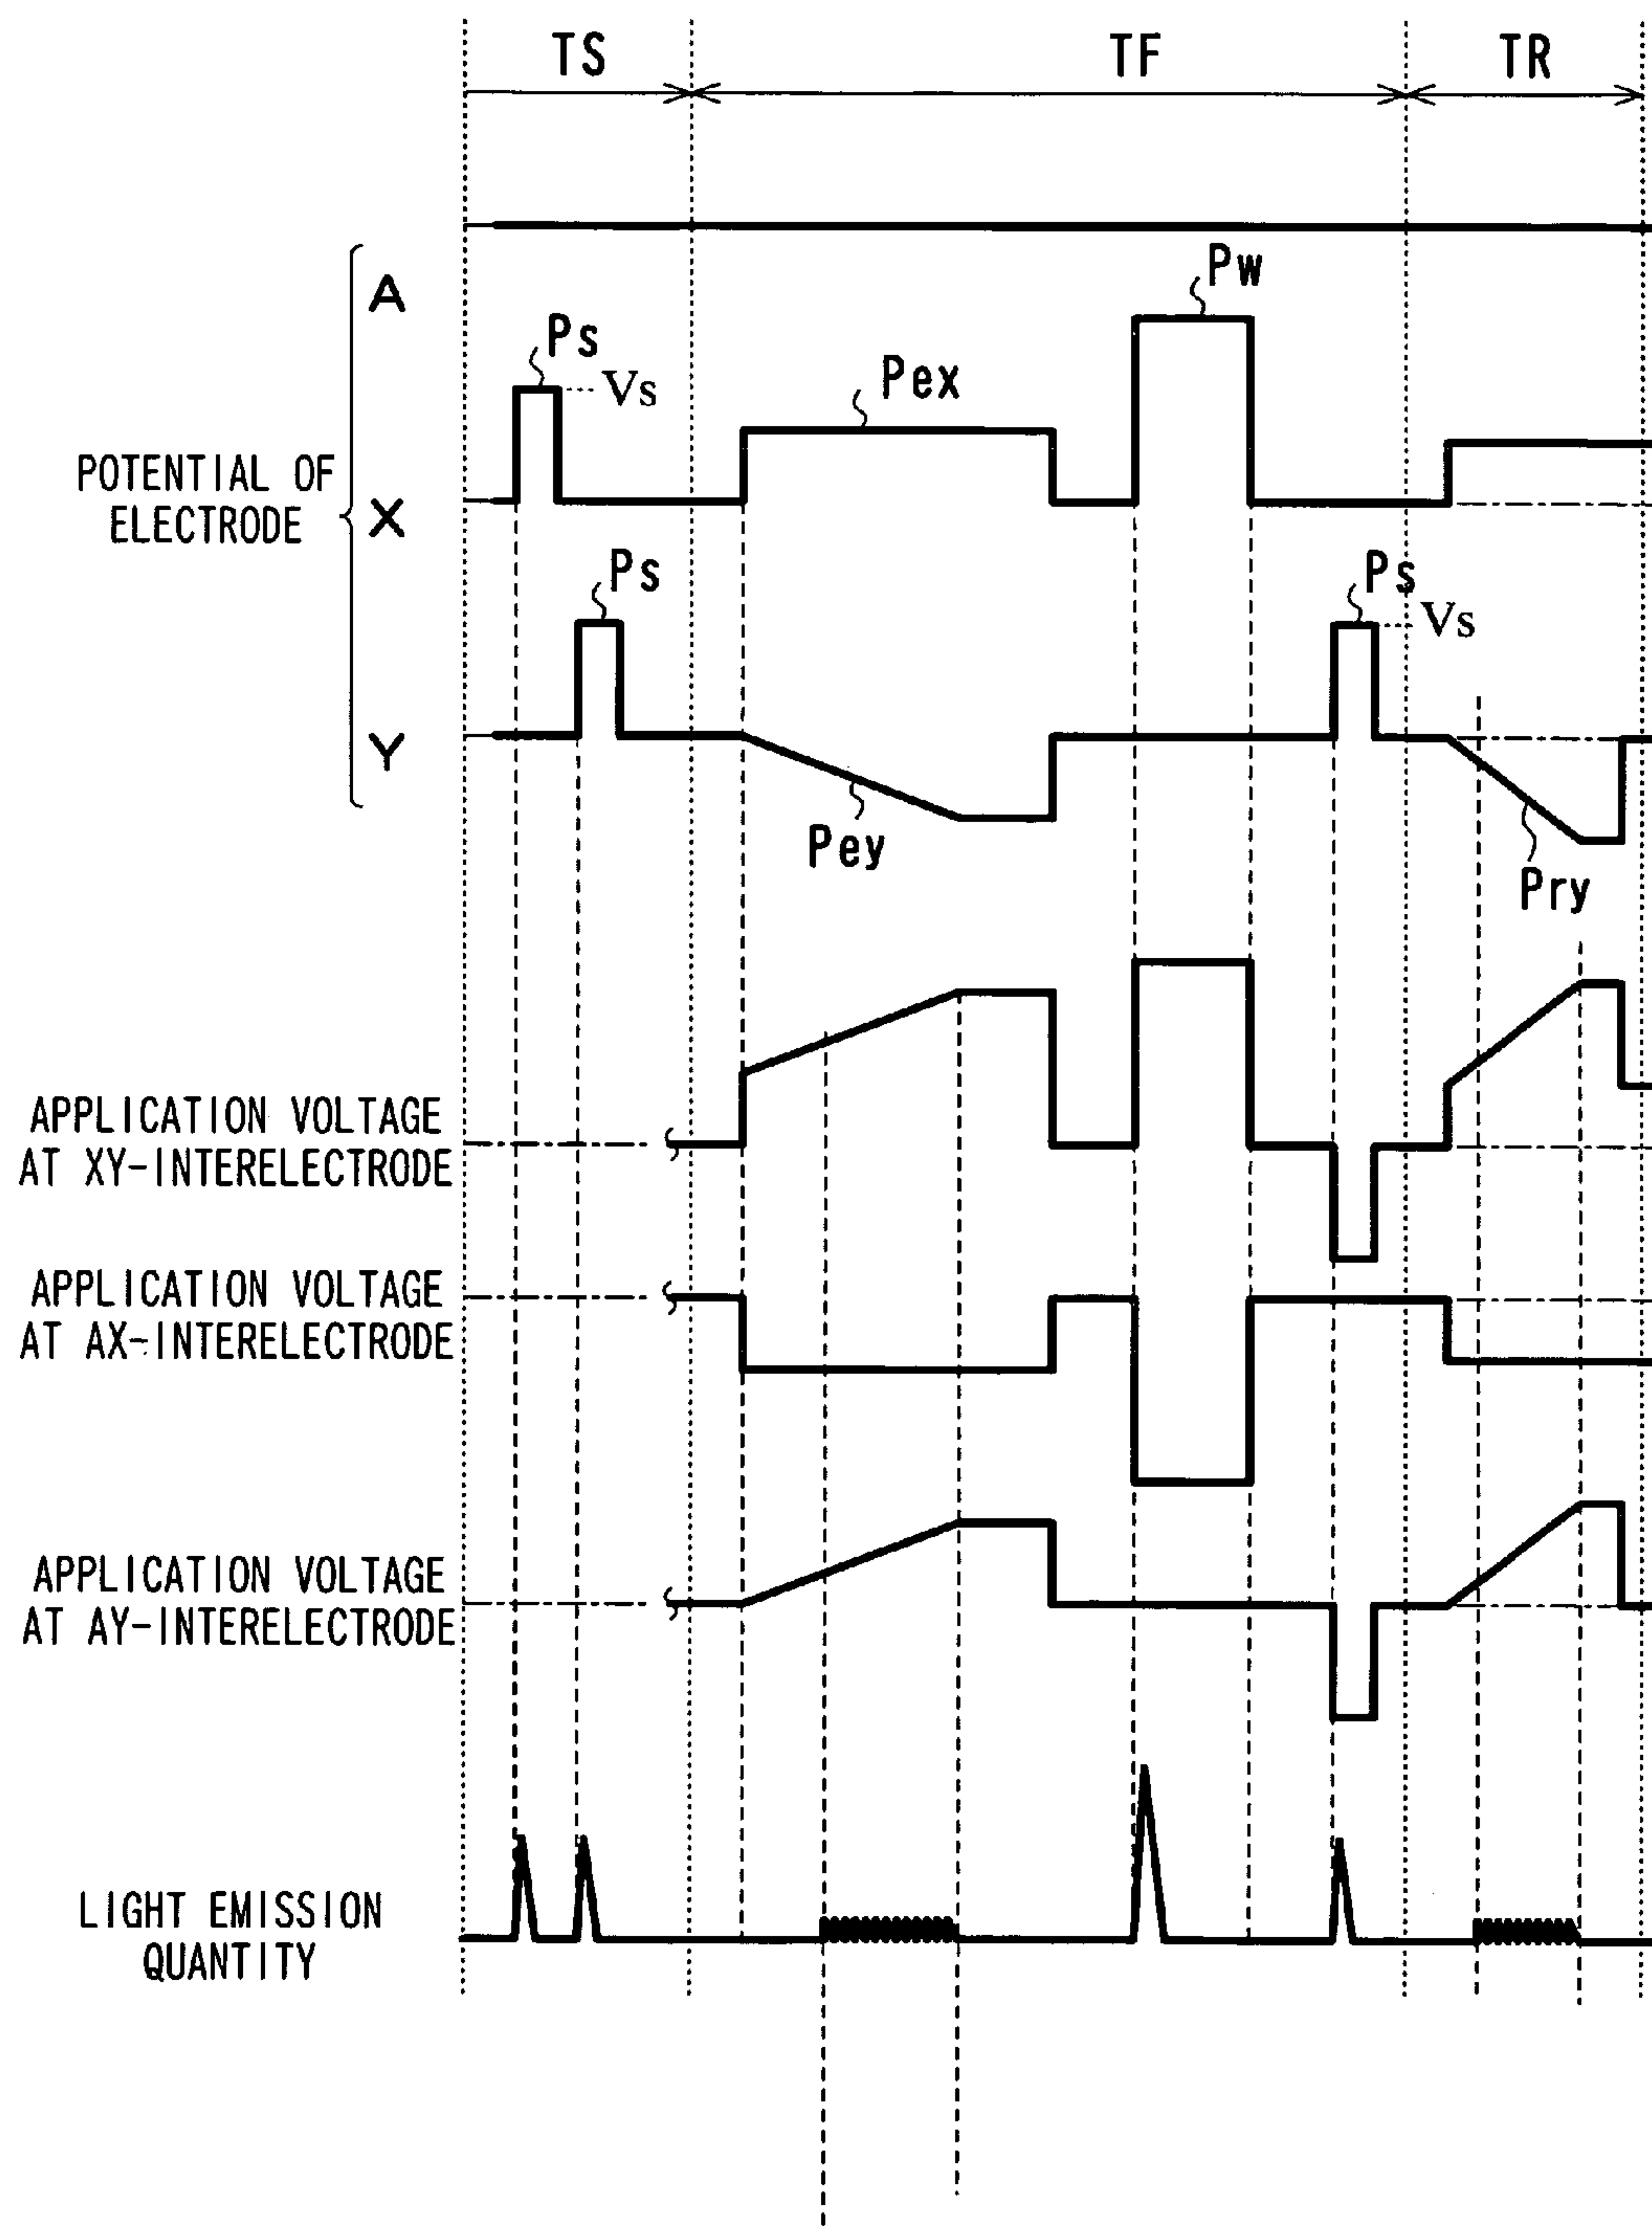 TS
TF
TR
A
Pw
Ps
Vs
Pex
POTENTIAL OF
ELECTRODE
X
Ps
Ps
Vs
Y
Pey
Pry
APPLICATION VOLTAGE
AT XY-INTERELECTRODE
APPLICATION VOLTAGE
AT AX-INTERELECTRODE
APPLICATION VOLTAGE
AT AY-INTERELECTRODE
LIGHT EMISSION
QUANTITY